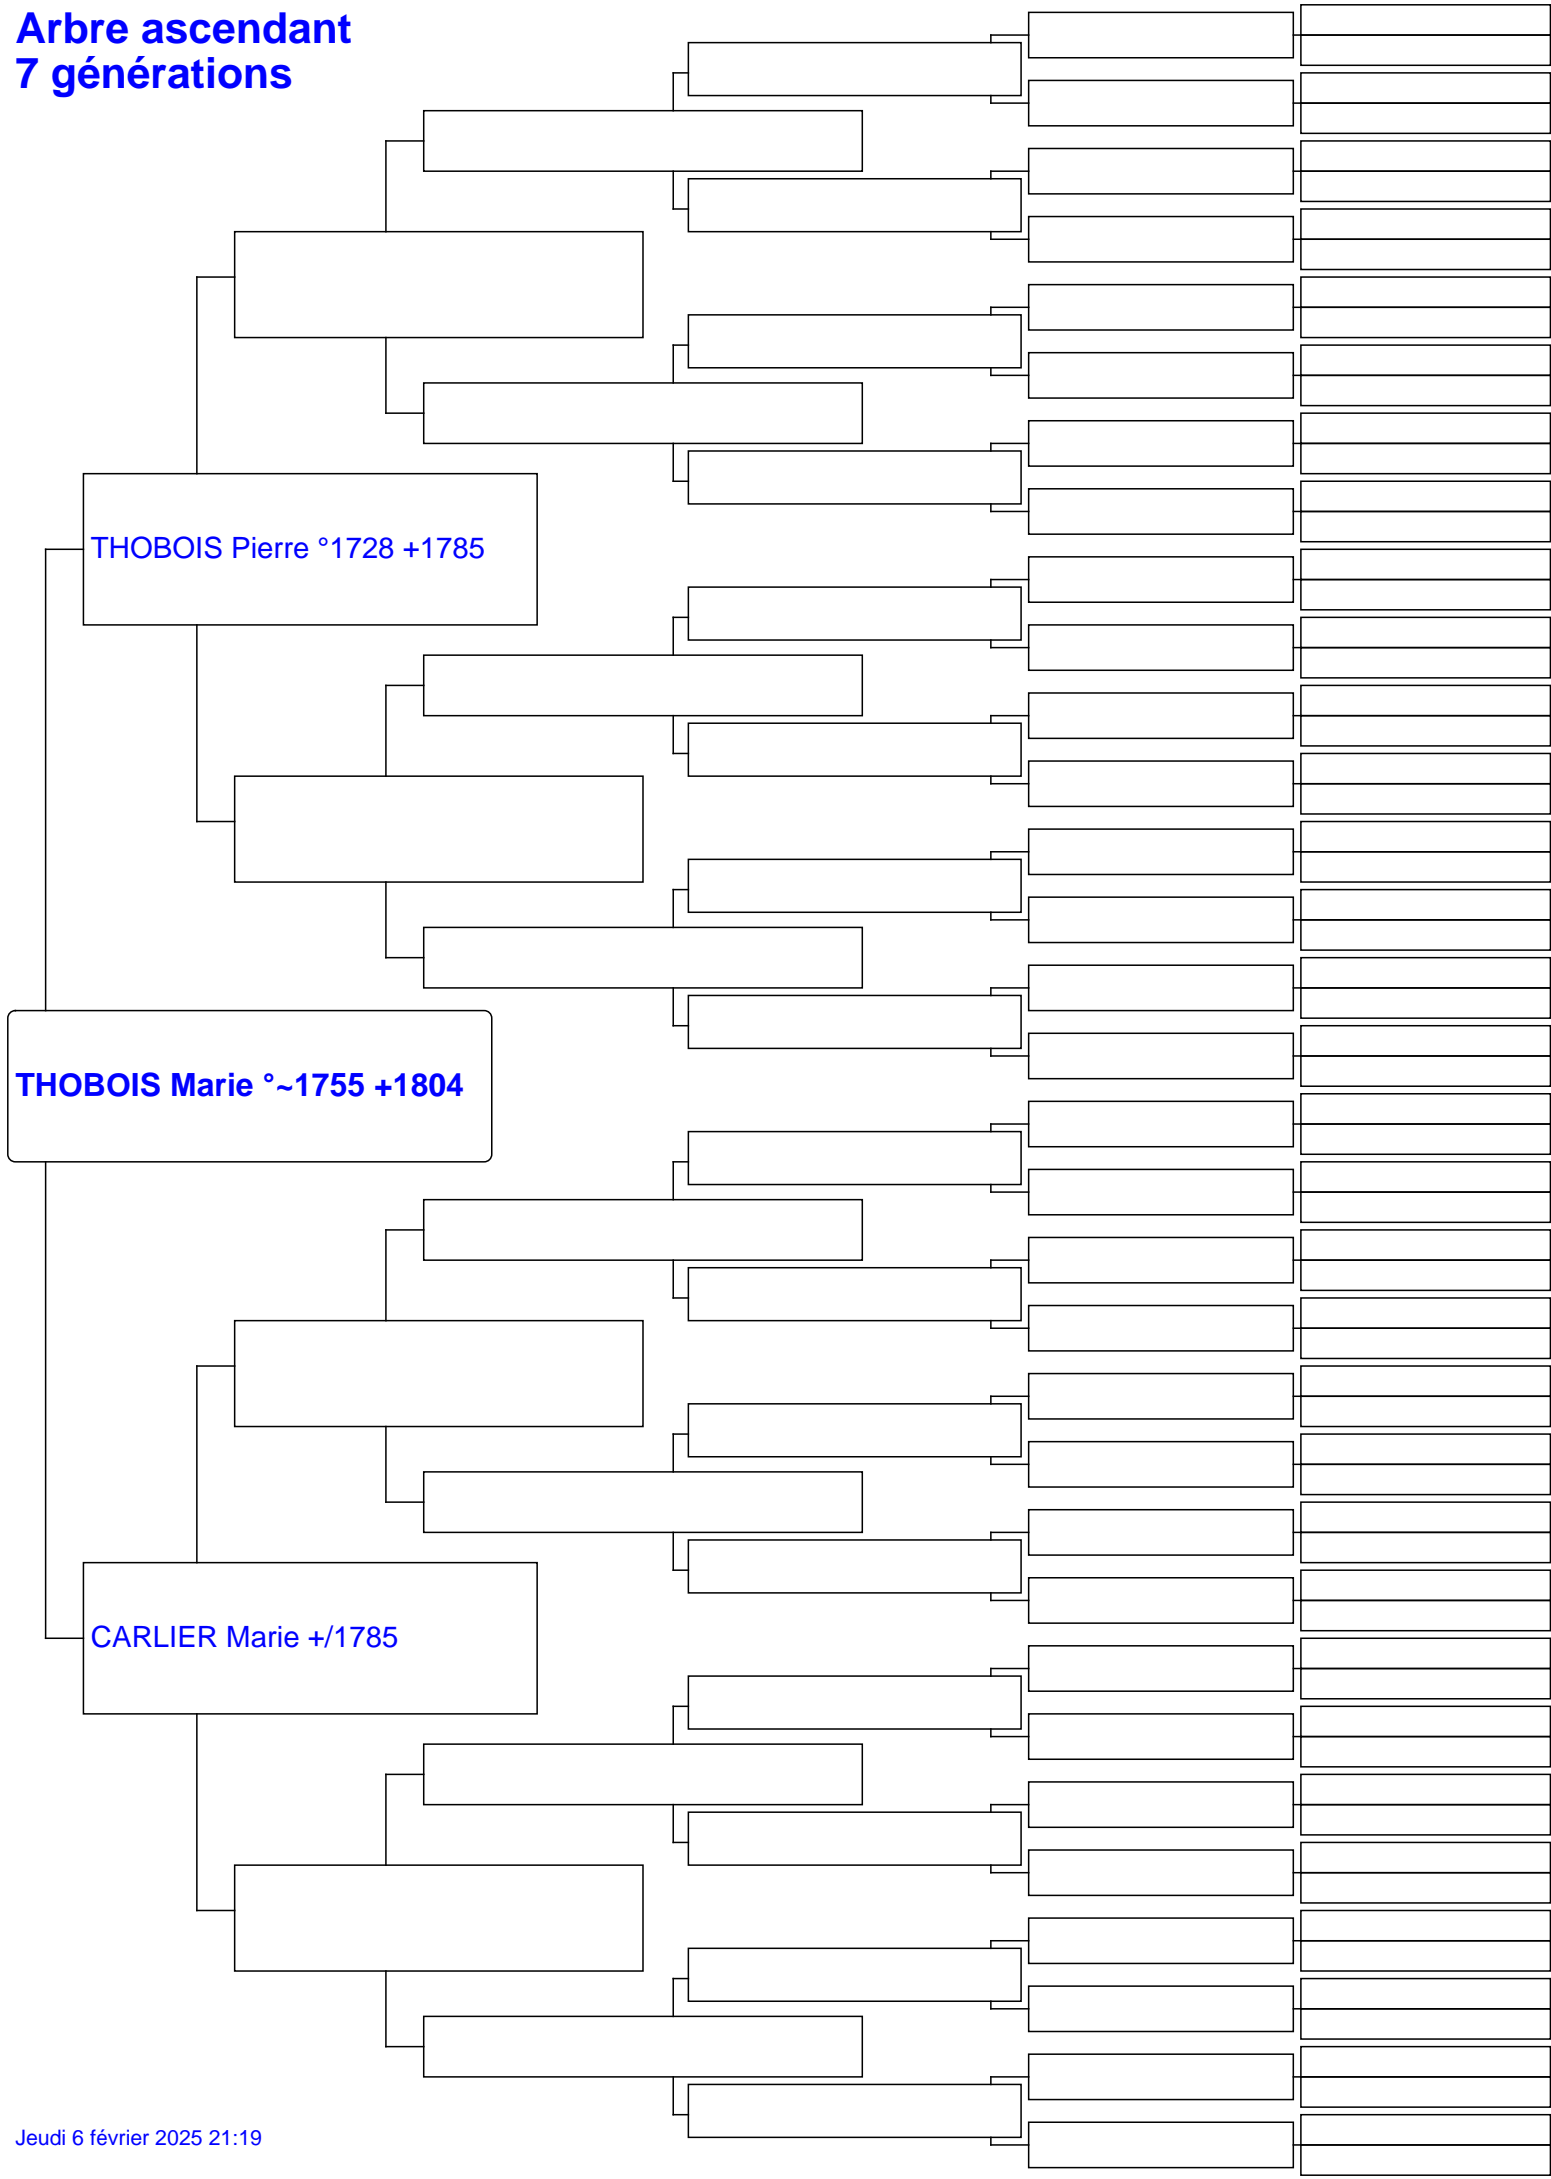 Arbre ascendant
7 générations
THOBOIS Pierre °1728 +1785
THOBOIS Marie °~1755 +1804
CARLIER Marie +/1785
Jeudi 6 février 2025 21:19